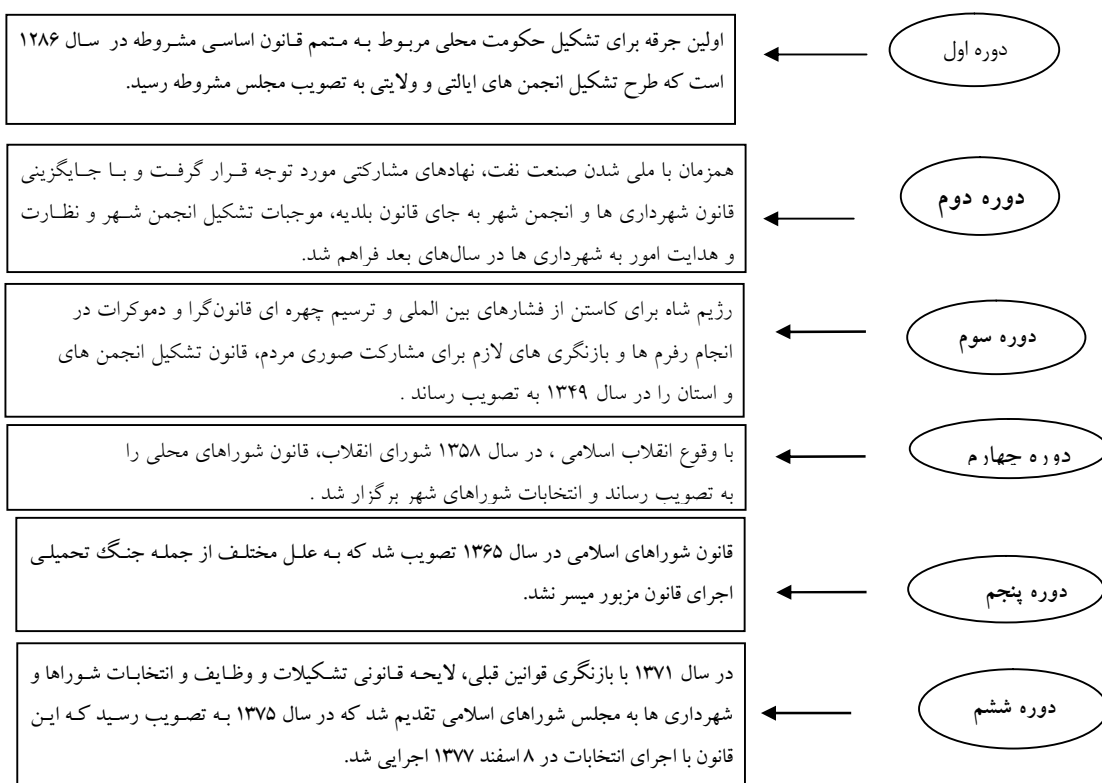 دوره اول
اولین جرقه برای تشکیل حکومت محلی مربوط به متمم قانون اساسی مشروطه در سال ۱۲۸۶
است که طرح تشکیل انجمن های ایالتی و ولایتی به تصویب مجلس مشروطه رسید.
دوره دوم
همزمان با ملی شدن صنعت نفت، نهادهای مشارکتی مورد توجه قرار گرفت و با جایگزینی
قانون شهرداری ها و انجمن شهر به جای قانون بلدیه، موجبات تشکیل انجمن شهر و نظارت
و هدایت امور به شهرداری ها در سال‌های بعد فراهم شد.
دوره سوم
رژیم شاه برای کاستن از فشارهای بین المللی و ترسیم چهره ای قانون‌گرا و دموکرات در
انجام رفرم ها و بازنگری های لازم برای مشارکت صوری مردم، قانون تشکیل انجمن های
و استان را در سال ۱۳۴۹ به تصویب رساند .
دوره چهارم
با وقوع انقلاب اسلامی ، در سال ۱۳۵۸ شورای انقلاب، قانون شوراهای محلی را
به تصویب رساند و انتخابات شوراهای شهر برگزار شد .
دوره پنجم
قانون شوراهای اسلامی در سال ۱۳۶۵ تصویب شد که به علل مختلف از جمله جنگ تحمیلی
اجرای قانون مزبور میسر نشد.
دوره ششم
در سال ۱۳۷۱ با بازنگری قوانین قبلی، لایحه قانونی تشکیلات و وظایف و انتخابات شوراها و
شهرداری ها به مجلس شوراهای اسلامی تقدیم شد که در سال ۱۳۷۵ به تصویب رسید که این
قانون با اجرای انتخابات در ۸ اسفند ۱۳۷۷ اجرایی شد.